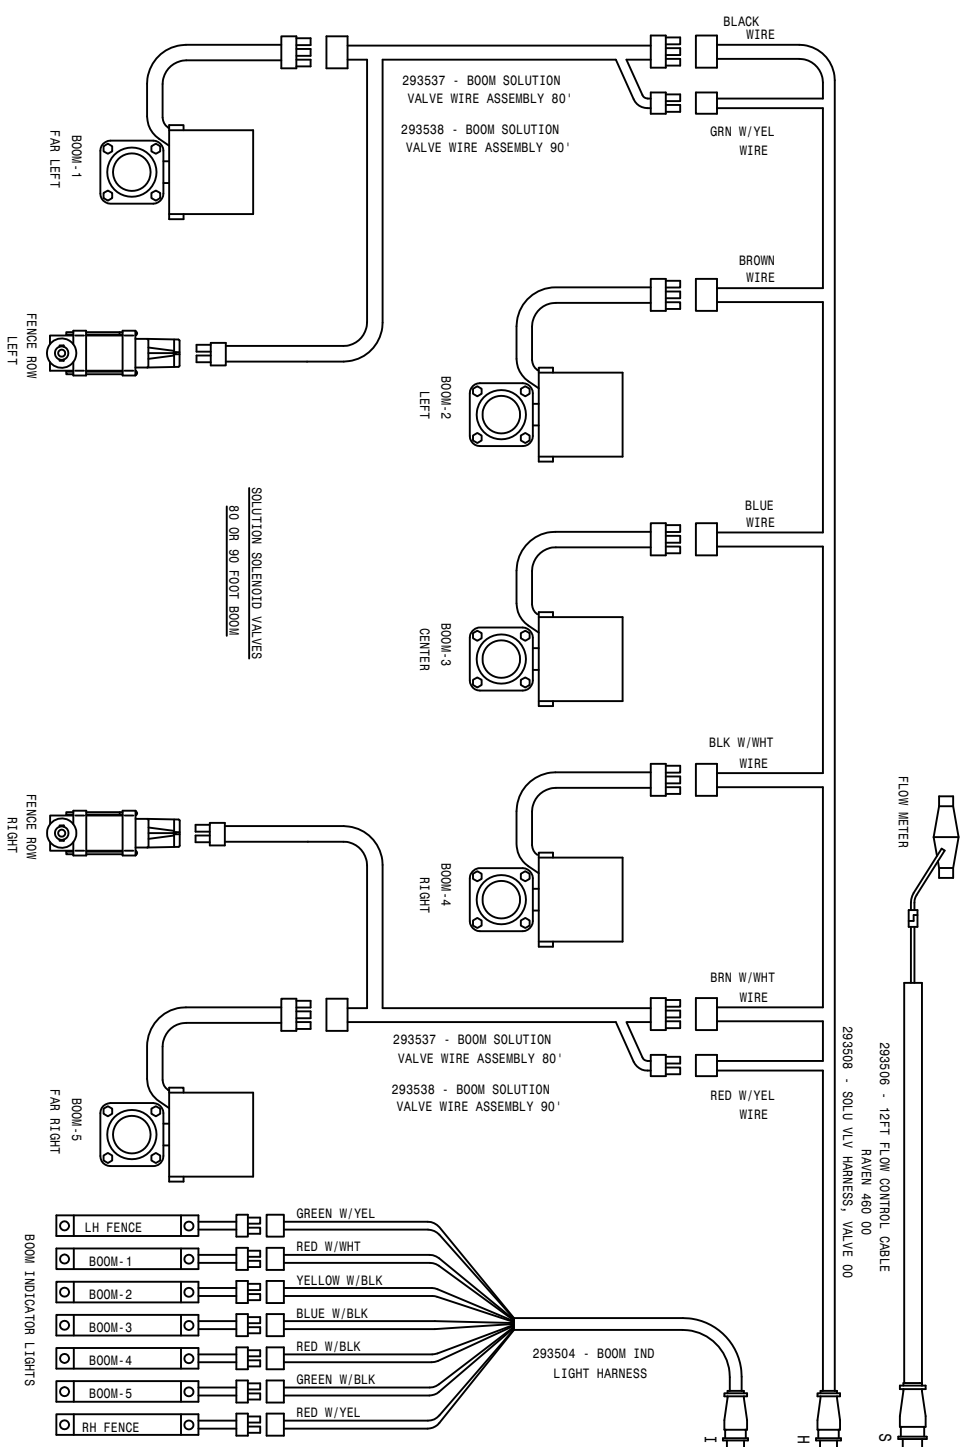 BLACK
WIRE
293537 - BOOM SOLUTION
VALVE WIRE ASSEMBLY 80'
293538 - BOOM SOLUTION
VALVE WIRE ASSEMBLY 90'
GRN W/YEL
WIRE
BOOM-1
FAR LEFT
BROWN
WIRE
FENCE ROW
LEFT
BOOM-2
LEFT
BLUE
WIRE
SOLUTION SOLENOID VALVES
80 OR 90 FOOT BOOM
BOOM-3
CENTER
BLK W/WHT
WIRE
FLOW METER
FENCE ROW
RIGHT
BOOM-4
RIGHT
BRN W/WHT
WIRE
293537 - BOOM SOLUTION
VALVE WIRE ASSEMBLY 80'
293538 - BOOM SOLUTION
VALVE WIRE ASSEMBLY 90'
RED W/YEL
WIRE
293506 - 12FT FLOW CONTROL CABLE
RAVEN 460 00
293508 - SOLU VLV HARNESS, VALVE 00
BOOM-5
FAR RIGHT
LH FENCE
GREEN W/YEL
BOOM-1
RED W/WHT
BOOM-2
YELLOW W/BLK
BOOM-3
BLUE W/BLK
BOOM-4
RED W/BLK
BOOM-5
GREEN W/BLK
RH FENCE
RED W/YEL
BOOM INDICATOR LIGHTS
293504 - BOOM IND
LIGHT HARNESS
I
H
S